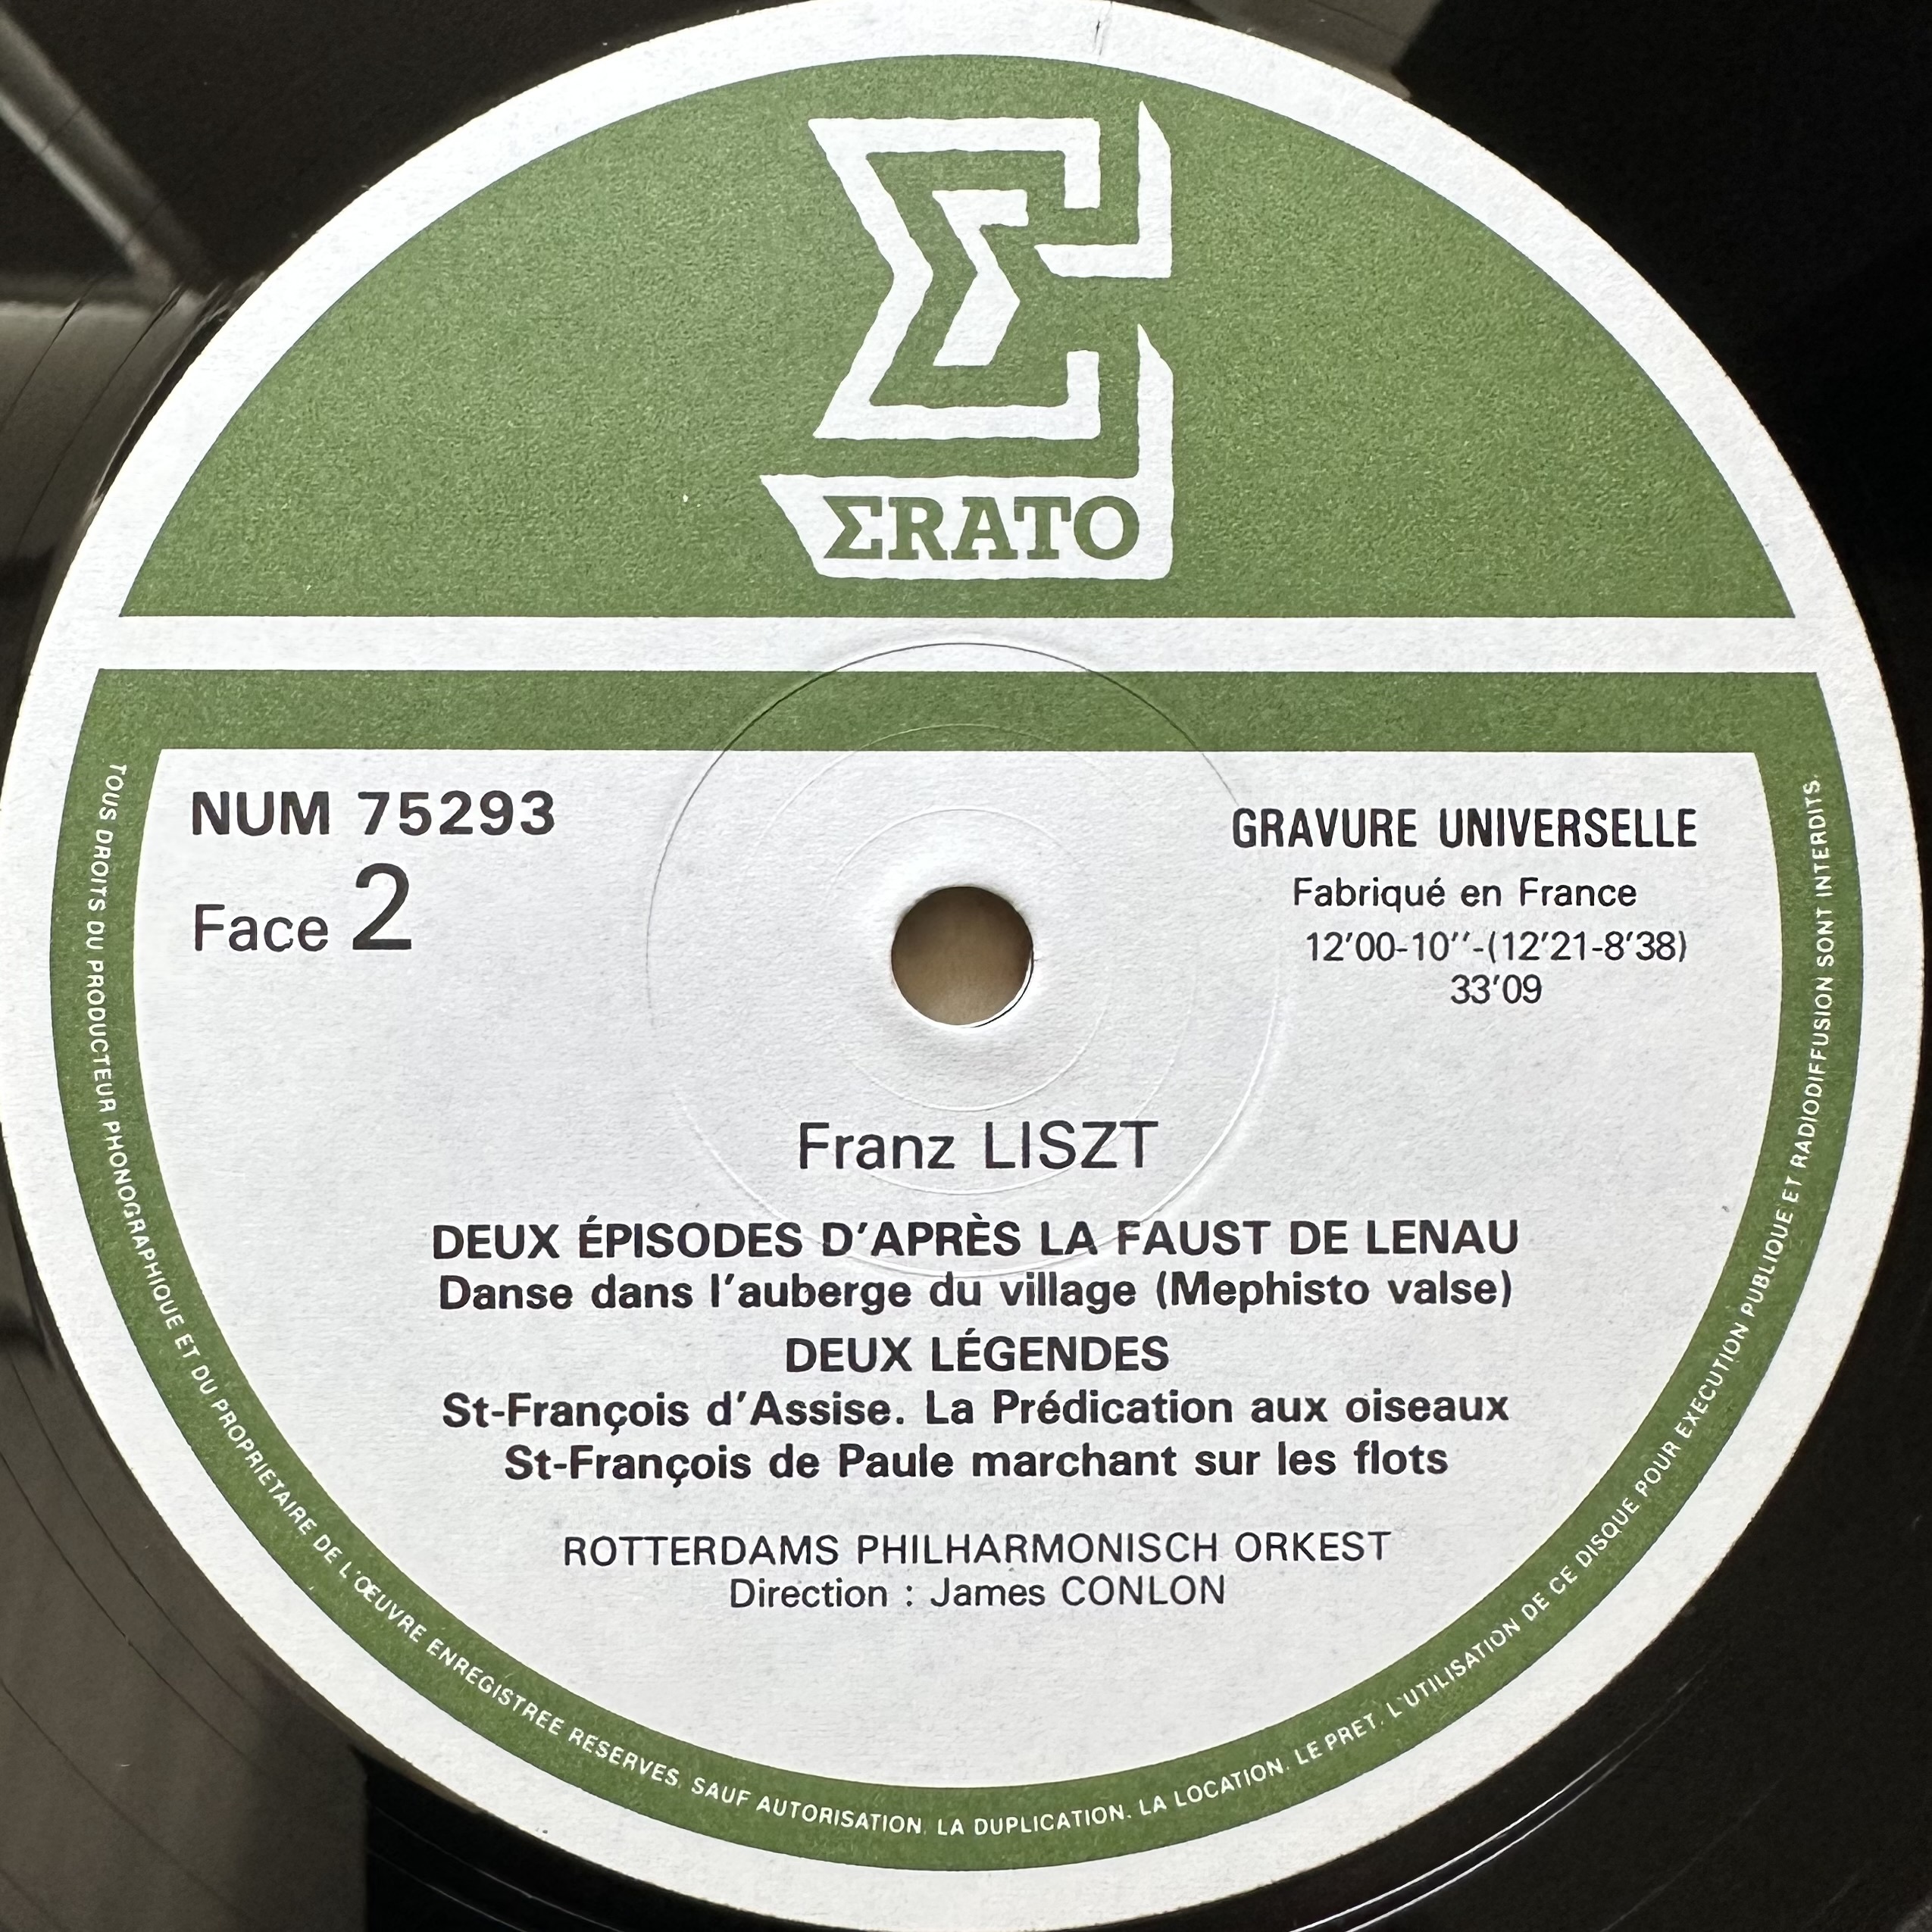 ΣRATO
NUM 75293
Face 2
GRAVURE UNIVERSELLE
Fabriqué en France
12'00-10''-(12'21-8'38)
33'09
Franz LISZT
DEUX ÉPISODES D'APRÈS LA FAUST DE LENAU
Danse dans l'auberge du village (Mephisto valse)
DEUX LÉGENDES
St-François d'Assise. La Prédication aux oiseaux
St-François de Paule marchant sur les flots
ROTTERDAMS PHILHARMONISCH ORKEST
Direction : James CONLON
TOUS DROITS DU PRODUCTEUR PHONOGRAPHIQUE ET DU PROPRIETAIRE DE L'ŒUVRE ENREGISTREE RESERVES. SAUF AUTORISATION. LA DUPLICATION. LA LOCATION. LE PRET. L'UTILISATION DE CE DISQUE POUR EXECUTION PUBLIQUE ET RADIODIFFUSION SONT INTERDITS.